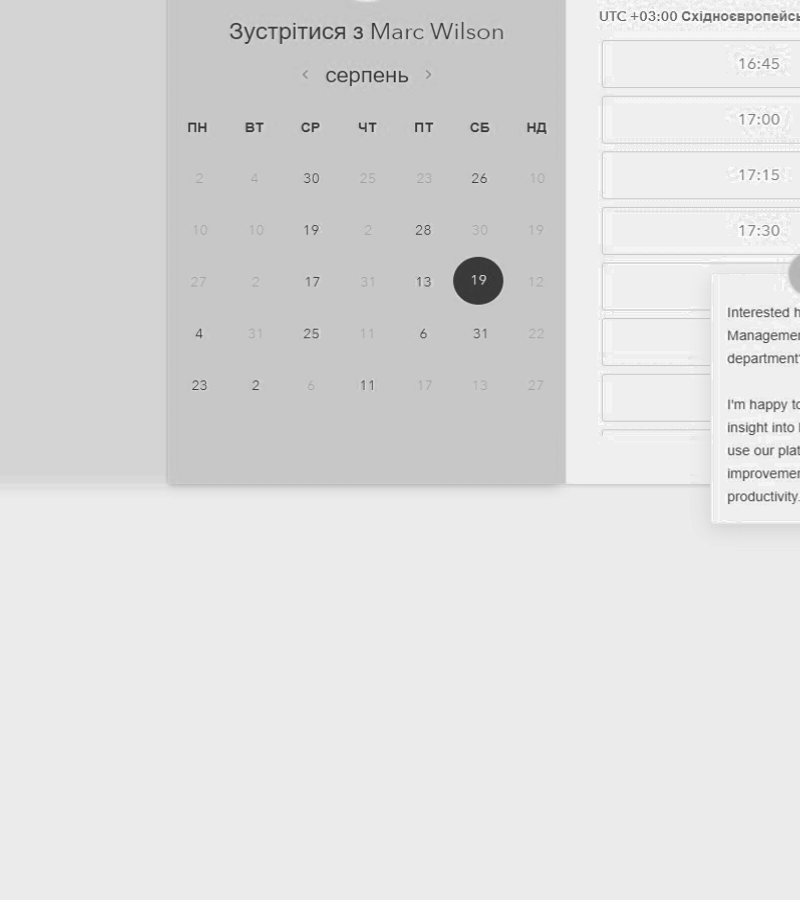 Зустрітися з Marc Wilson
серпень
ПН ВТ СР ЧТ ПТ СБ НД
2 4 30 25 23 26 10
10 10 19 2 28 30 19
27 2 17 31 13 19 12
4 31 25 11 6 31 22
23 2 6 11 17 13 27
UTC +03:00 Східноєвропейсь
16:45
17:00
17:15
17:30
Interested h
Managemen
department'
I'm happy to
insight into
use our plat
improvemen
productivity.